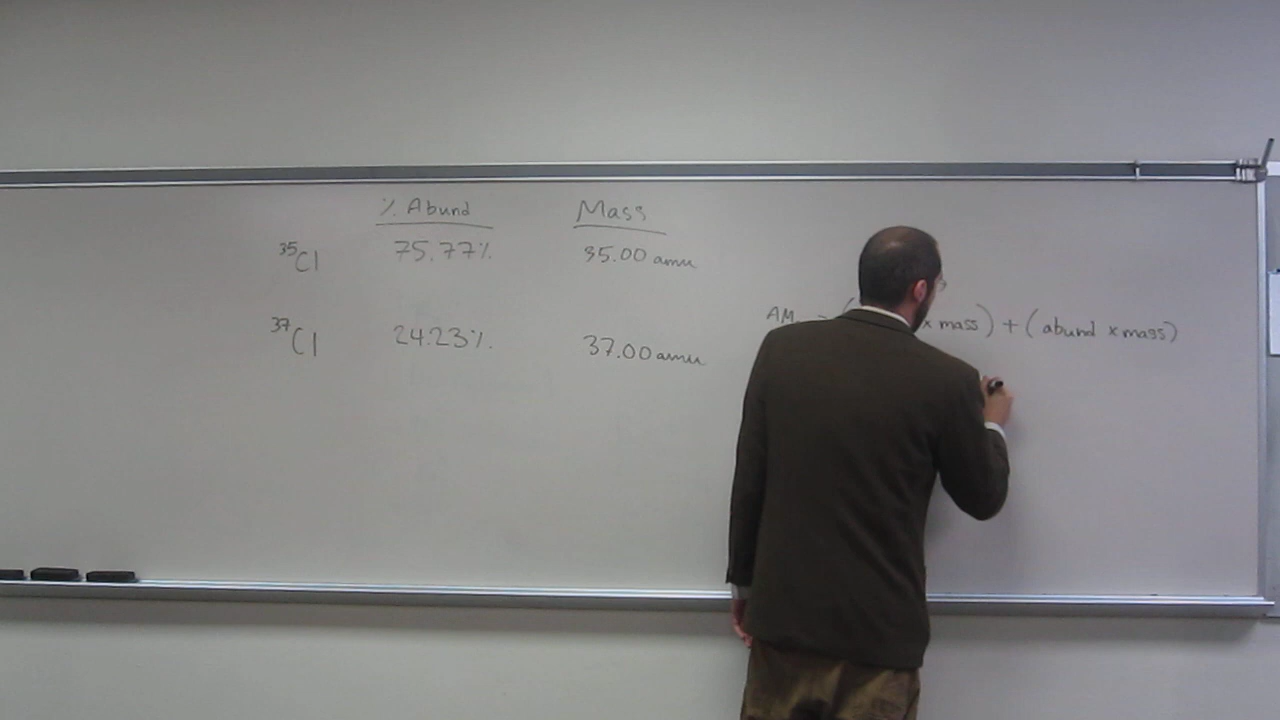 % Abund Mass
35Cl 75.77% 35.00 amu
37Cl 24.23% 37.00 amu
AM = ( x mass) + (abund x mass)